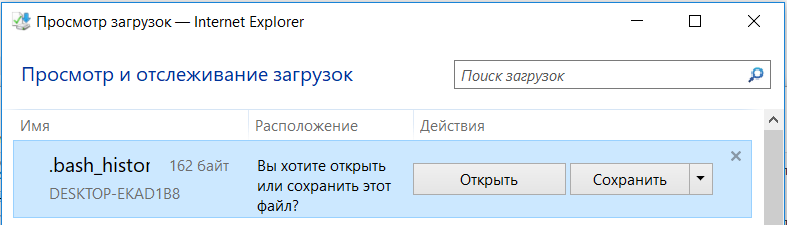 Просмотр загрузок — Internet Explorer
Просмотр и отслеживание загрузок
Поиск загрузок
Имя Расположение Действия
.bash_histor 162 байт
DESKTOP-EKAD1B8
Вы хотите открыть
или сохранить этот
файл?
Открыть
Сохранить